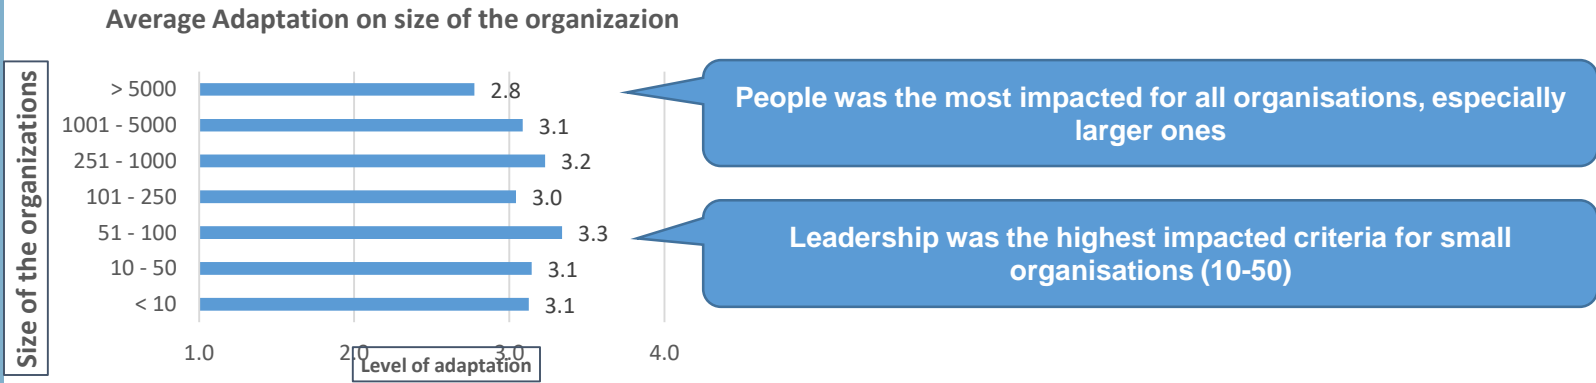 Average Adaptation on size of the organizazion
Size of the organizations
> 5000
2.8
1001 - 5000
3.1
251 - 1000
3.2
101 - 250
3.0
51 - 100
3.3
10 - 50
3.1
< 10
3.1
1.0
2.0
3.0
4.0
Level of adaptation
People was the most impacted for all organisations, especially
larger ones
Leadership was the highest impacted criteria for small
organisations (10-50)